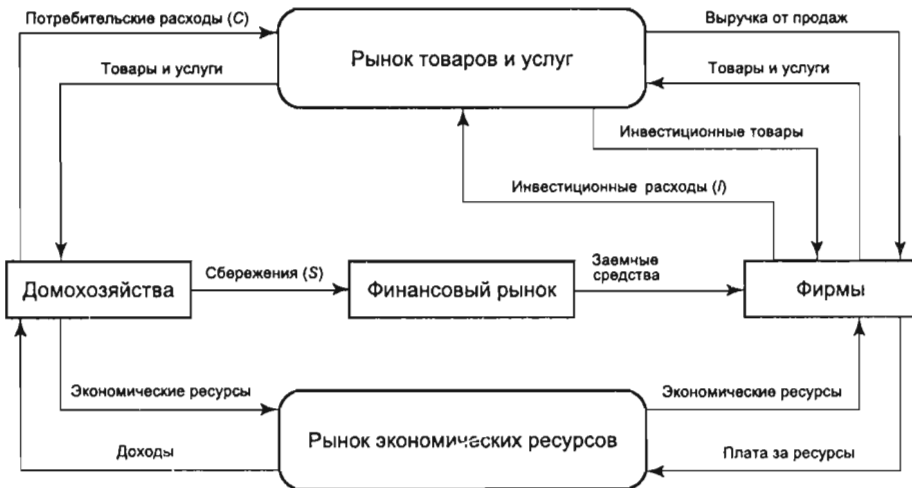 Потребительские расходы (C)
Выручка от продаж
Рынок товаров и услуг
Товары и услуги
Товары и услуги
Инвестиционные товары
Инвестиционные расходы (I)
Домохозяйства
Сбережения (S)
Финансовый рынок
Заемные
средства
Фирмы
Экономические ресурсы
Экономические ресурсы
Рынок экономических ресурсов
Доходы
Плата за ресурсы